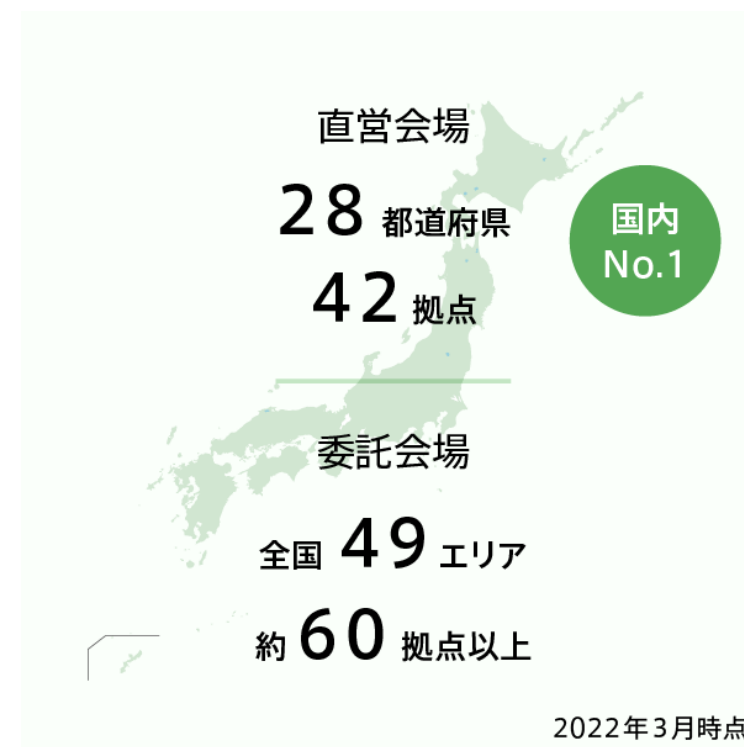 直営会場
28 都道府県
42 拠点
国内
No.1
委託会場
全国 49 エリア
約 60 拠点以上
2022年3月時点